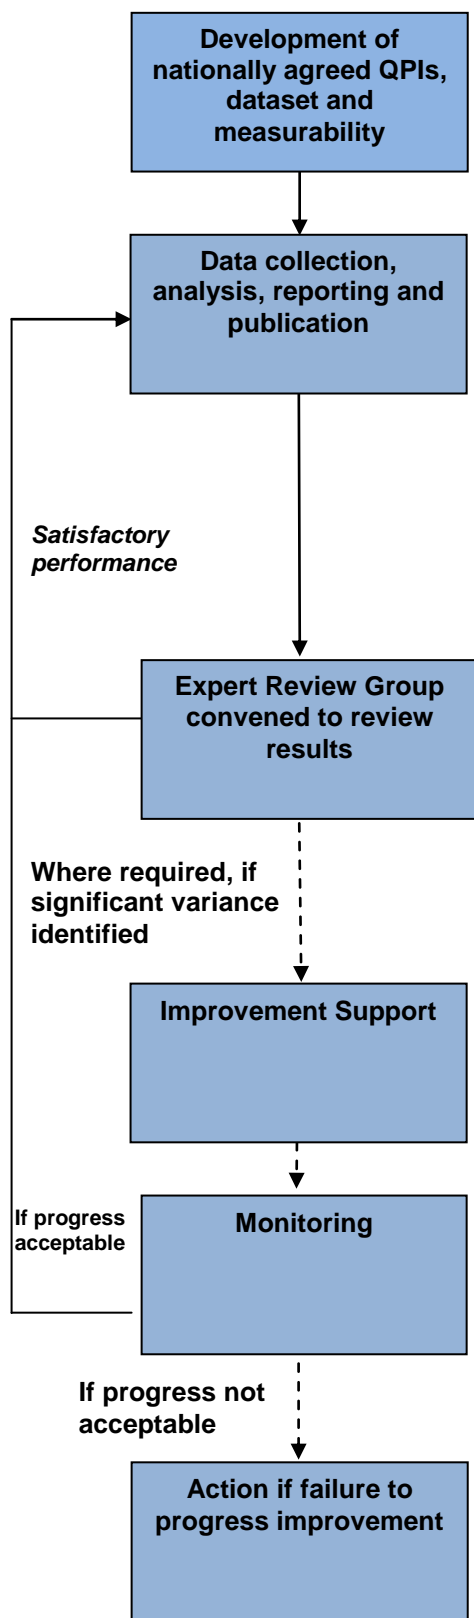 Development of
nationally agreed QPIs,
dataset and
measurability
Data collection,
analysis, reporting and
publication
Satisfactory
performance
Expert Review Group
convened to review
results
Where required, if
significant variance
identified
Improvement Support
If progress
acceptable
Monitoring
If progress not
acceptable
Action if failure to
progress improvement